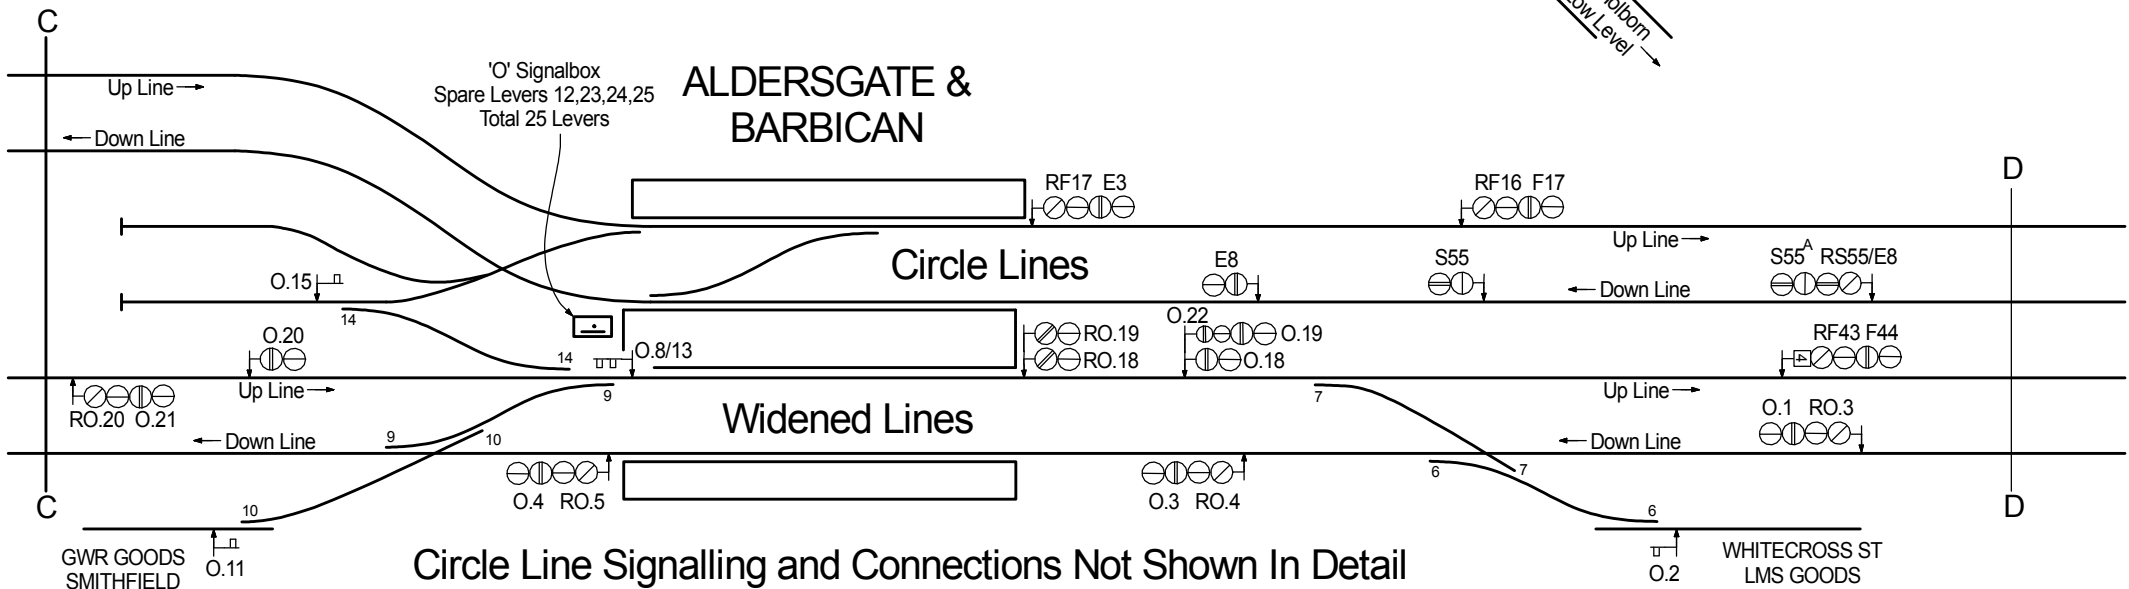 C
Holborn
Low Level
Up Line
'O' Signalbox
Spare Levers 12,23,24,25
Total 25 Levers
ALDERSGATE &
BARBICAN
Down Line
D
RF17 E3
RF16 F17
Up Line
Circle Lines
E8
S55
S55A RS55/E8
O.15
Down Line
14
O.22
O.19
RO.19
RF43 F44
O.20
14
O.8/13
RO.18
O.18
4
Up Line
Up Line
RO.20 O.21
9
7
Widened Lines
O.1 RO.3
Down Line
9
10
Down Line
6
7
O.4 RO.5
O.3 RO.4
C
10
6
D
GWR GOODS
SMITHFIELD
O.11
Circle Line Signalling and Connections Not Shown In Detail
O.2
WHITECROSS ST
LMS GOODS